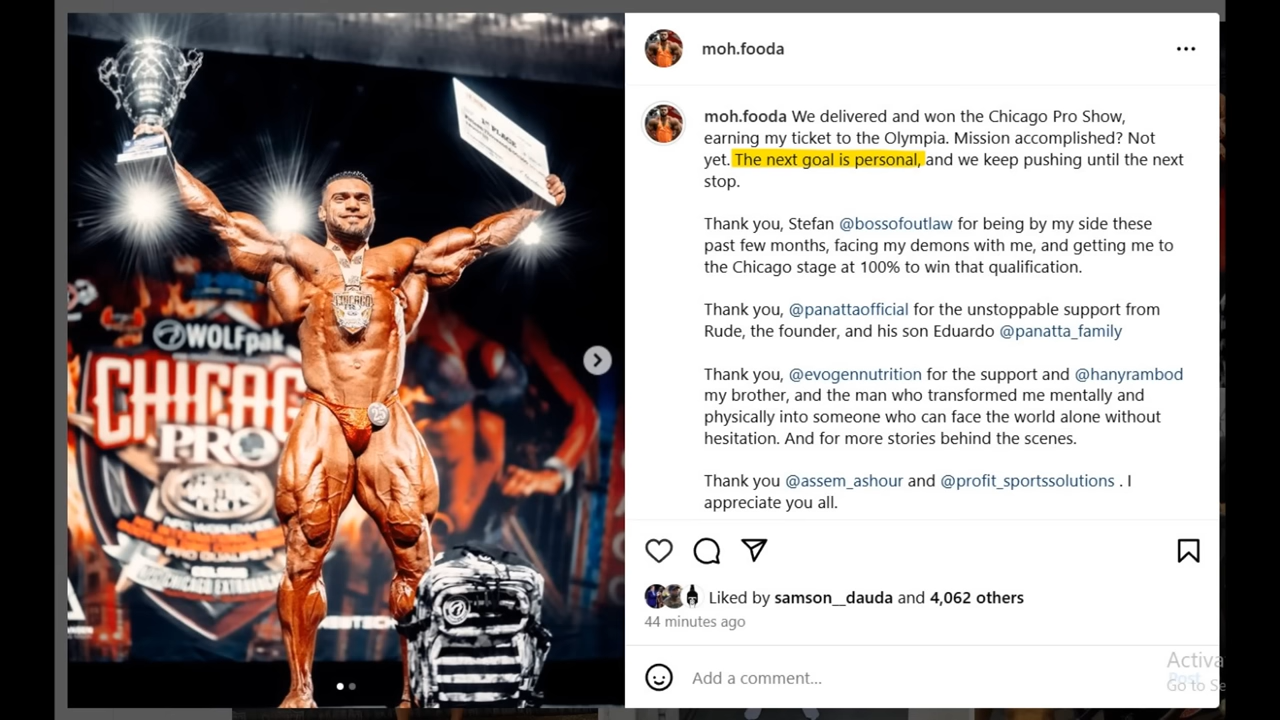 1st PLACE
WOLFpak
CHICAG
PRO
25
moh.fooda
moh.fooda We delivered and won the Chicago Pro Show,
earning my ticket to the Olympia. Mission accomplished? Not
yet. The next goal is personal, and we keep pushing until the next
stop.
Thank you, Stefan @bossofoutlaw for being by my side these
past few months, facing my demons with me, and getting me to
the Chicago stage at 100% to win that qualification.
Thank you, @panattaofficial for the unstoppable support from
Rude, the founder, and his son Eduardo @panatta_family
Thank you, @evogennutrition for the support and @hanyrambod
my brother, and the man who transformed me mentally and
physically into someone who can face the world alone without
hesitation. And for more stories behind the scenes.
Thank you @assem_ashour and @profit_sportssolutions . I
appreciate you all.
Liked by samson__dauda and 4,062 others
44 minutes ago
Add a comment...
Activa
Post
Go to Se